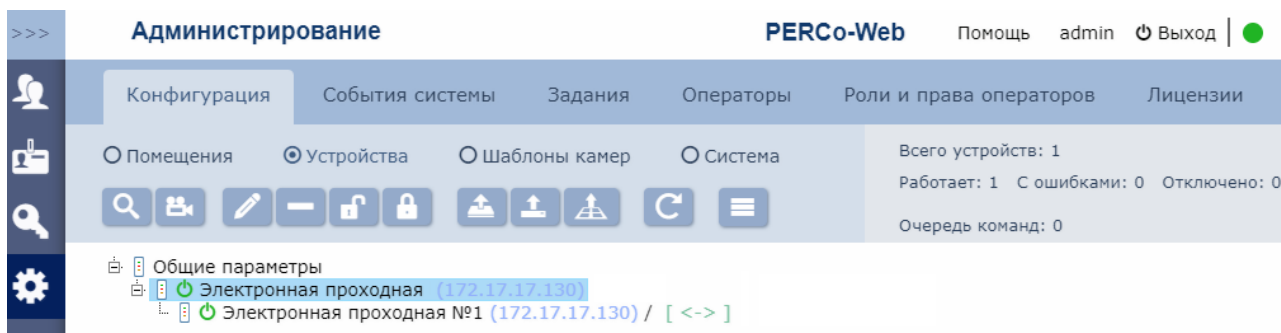 >>> Администрирование PERCo-Web Помощь admin Выход
Конфигурация События системы Задания Операторы Роли и права операторов Лицензии
Помещения Устройства Шаблоны камер Система
Всего устройств: 1
Работает: 1 С ошибками: 0 Отключено: 0
Очередь команд: 0
Общие параметры
Электронная проходная (172.17.17.130)
Электронная проходная №1 (172.17.17.130) / [ <-> ]